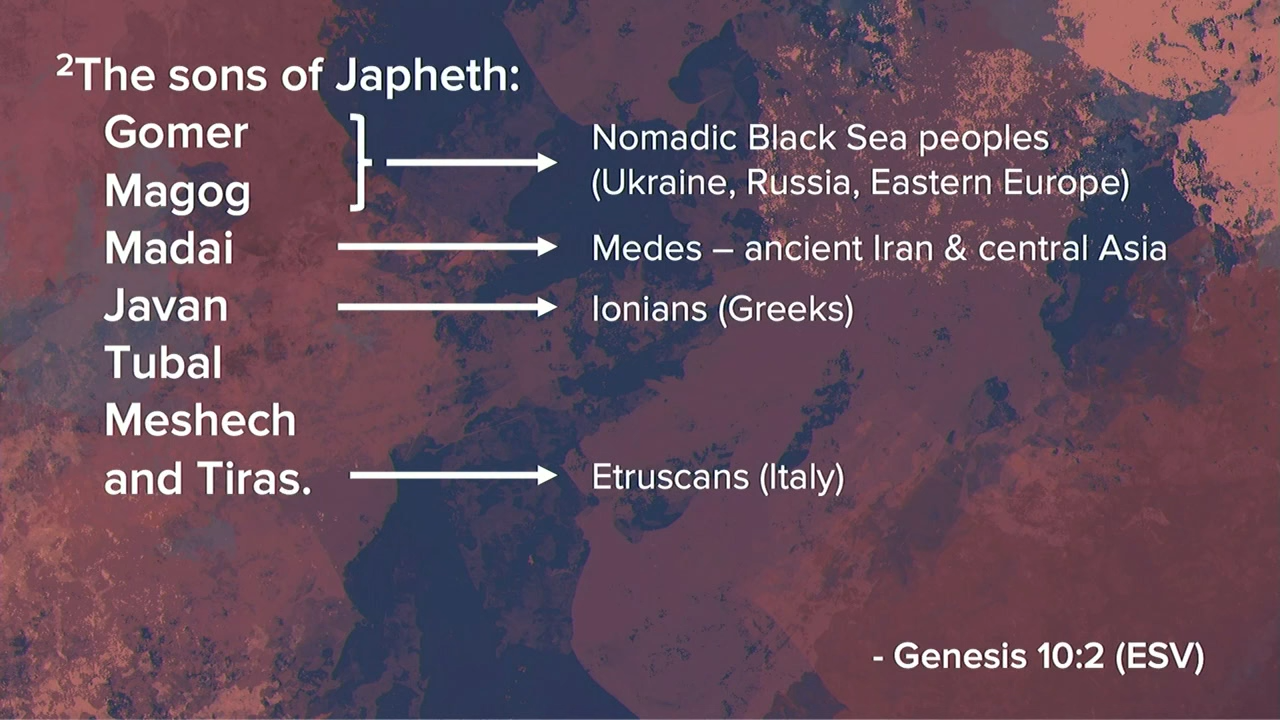 ²The sons of Japheth:
Gomer
Magog
Nomadic Black Sea peoples
(Ukraine, Russia, Eastern Europe)
Madai
Medes – ancient Iran & central Asia
Javan
Ionians (Greeks)
Tubal
Meshech
and Tiras.
Etruscans (Italy)
- Genesis 10:2 (ESV)